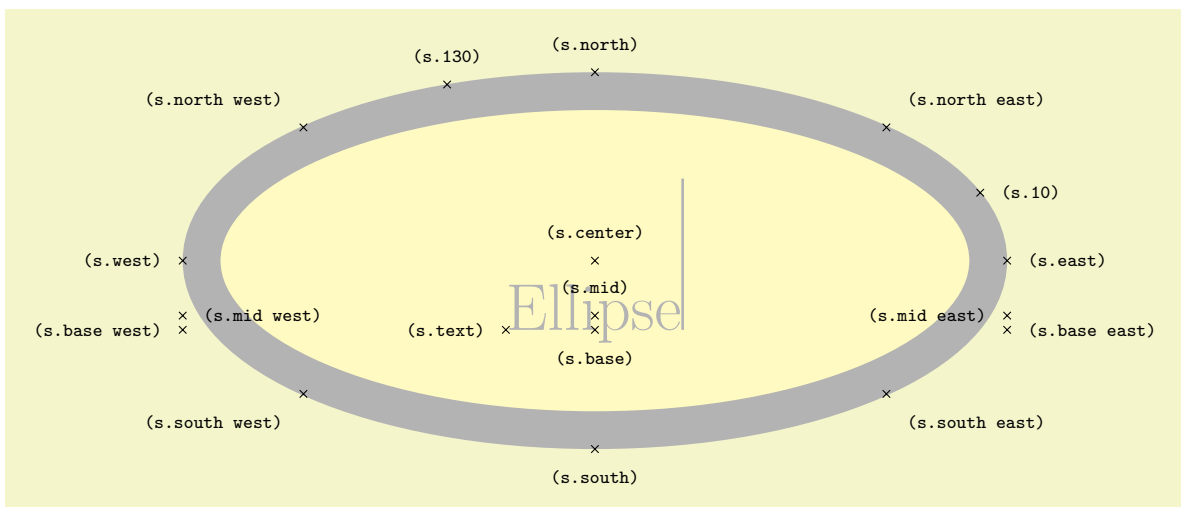 (s.north)
(s.130)
(s.north west)
(s.north east)
(s.10)
(s.center)
(s.west)
(s.east)
(s.mid)
Ellipse
(s.mid west)
(s.mid east)
(s.base west)
(s.text)
(s.base east)
(s.base)
(s.south west)
(s.south east)
(s.south)